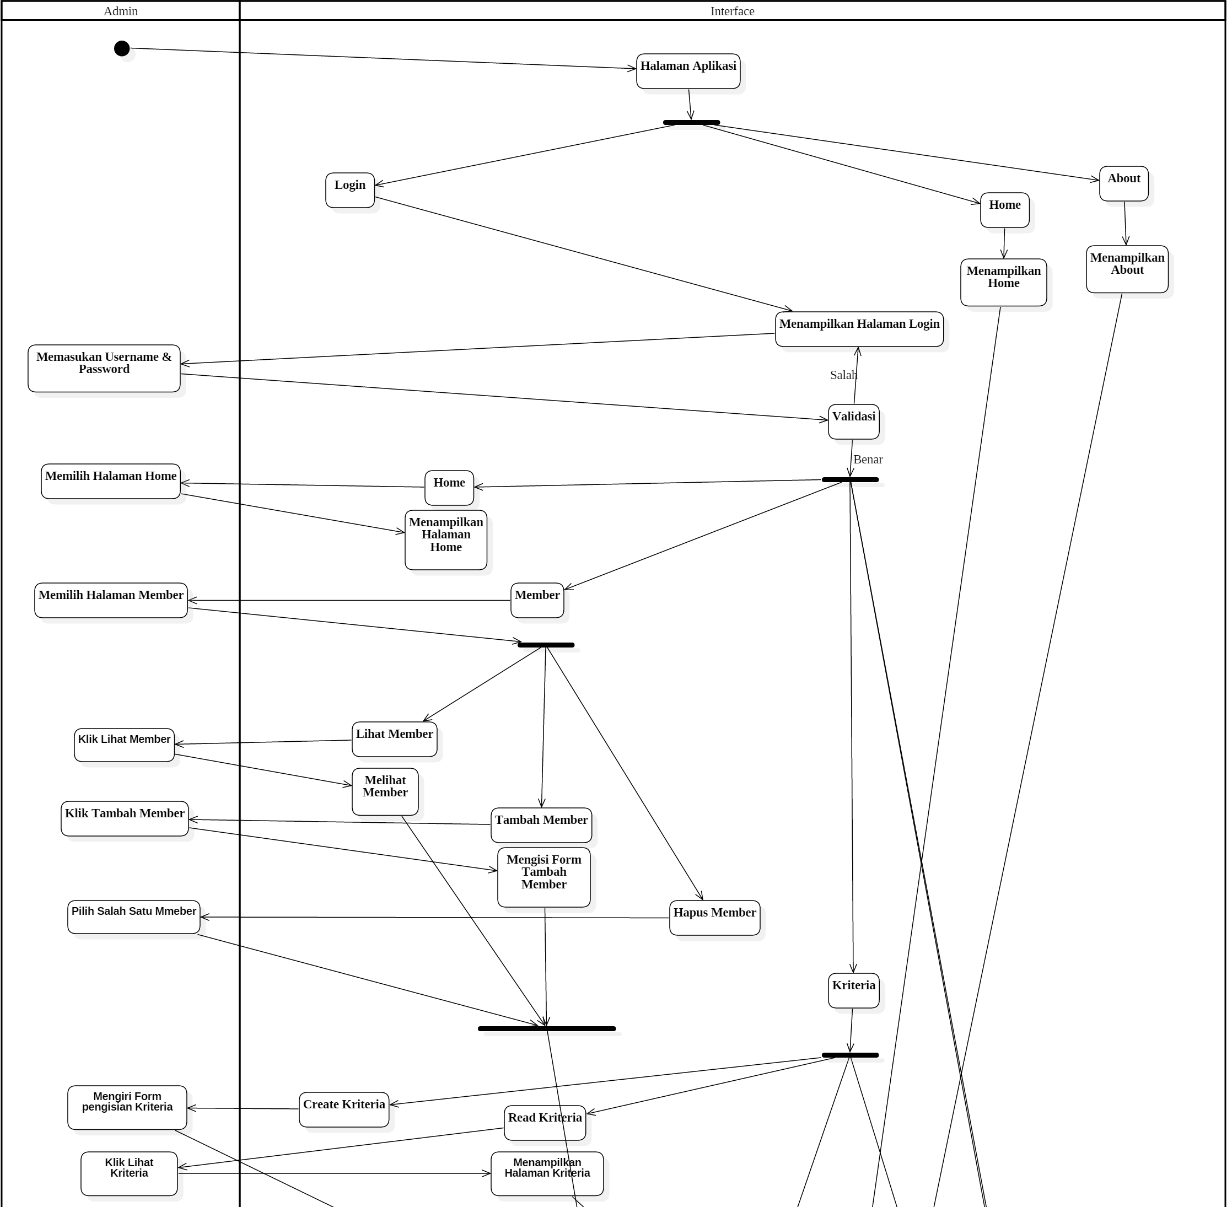 Admin
Interface
Halaman Aplikasi
Login
About
Home
Menampilkan
About
Menampilkan
Home
Menampilkan Halaman Login
Memasukan Username &
Password
Salah
Validasi
Benar
Memilih Halaman Home
Home
Menampilkan
Halaman
Home
Memilih Halaman Member
Member
Lihat Member
Klik Lihat Member
Melihat
Member
Klik Tambah Member
Tambah Member
Mengisi Form
Tambah
Member
Pilih Salah Satu Mmeber
Hapus Member
Kriteria
Mengiri Form
pengisian Kriteria
Create Kriteria
Read Kriteria
Klik Lihat
Kriteria
Menampilkan
Halaman Kriteria